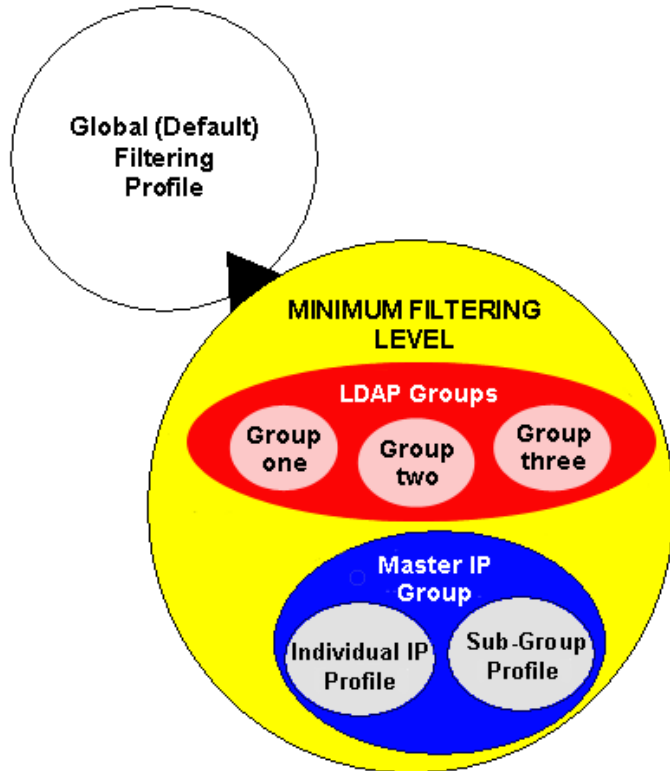 Global (Default)
Filtering
Profile
MINIMUM FILTERING
LEVEL
LDAP Groups
Group
one
Group
two
Group
three
Master IP
Group
Individual IP
Profile
Sub-Group
Profile